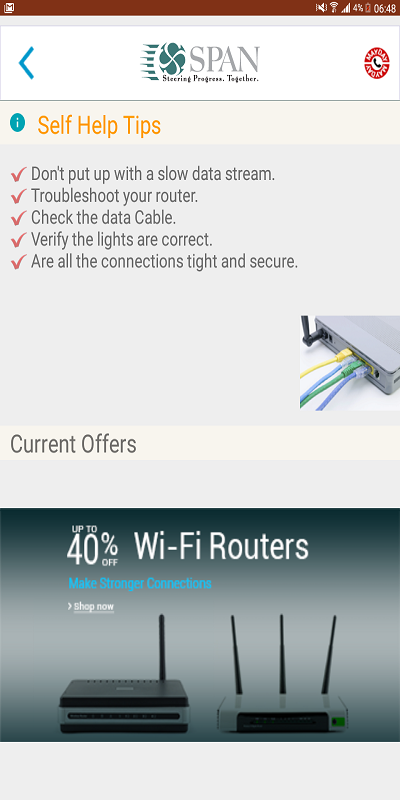 4% 06:48
SPAN
Steering Progress. Together.
MAYDAY
MAYDAY
Self Help Tips
Don't put up with a slow data stream.
Troubleshoot your router.
Check the data Cable.
Verify the lights are correct.
Are all the connections tight and secure.
Current Offers
UP TO
40% OFF
Wi-Fi Routers
Make Stronger Connections
Shop now